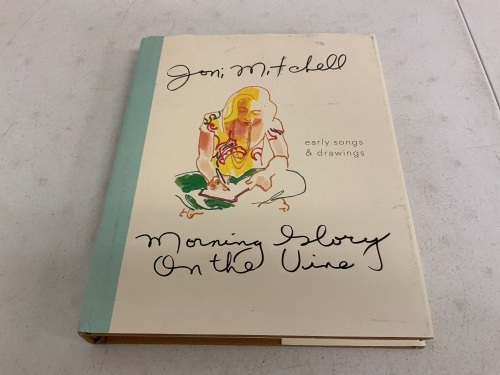 Joni Mitchell
early songs
& drawings
Morning Glory
On the Vine